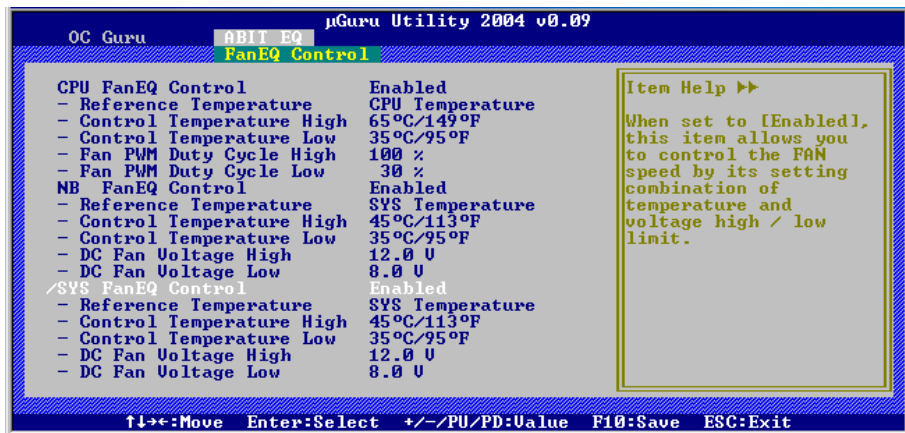 µGuru Utility 2004 v0.09
OC Guru ABIT EQ
FanEQ Control
CPU FanEQ Control Enabled
- Reference Temperature CPU Temperature
- Control Temperature High 65ºC/149ºF
- Control Temperature Low 35ºC/95ºF
- Fan PWM Duty Cycle High 100 %
- Fan PWM Duty Cycle Low 30 %
NB FanEQ Control Enabled
- Reference Temperature SYS Temperature
- Control Temperature High 45ºC/113ºF
- Control Temperature Low 35ºC/95ºF
- DC Fan Voltage High 12.0 V
- DC Fan Voltage Low 8.0 V
/SYS FanEQ Control Enabled
- Reference Temperature SYS Temperature
- Control Temperature High 45ºC/113ºF
- Control Temperature Low 35ºC/95ºF
- DC Fan Voltage High 12.0 V
- DC Fan Voltage Low 8.0 V
Item Help ►►
When set to [Enabled],
this item allows you
to control the FAN
speed by its setting
combination of
temperature and
voltage high / low
limit.
↑↓→←:Move Enter:Select +/-/PU/PD:Value F10:Save ESC:Exit